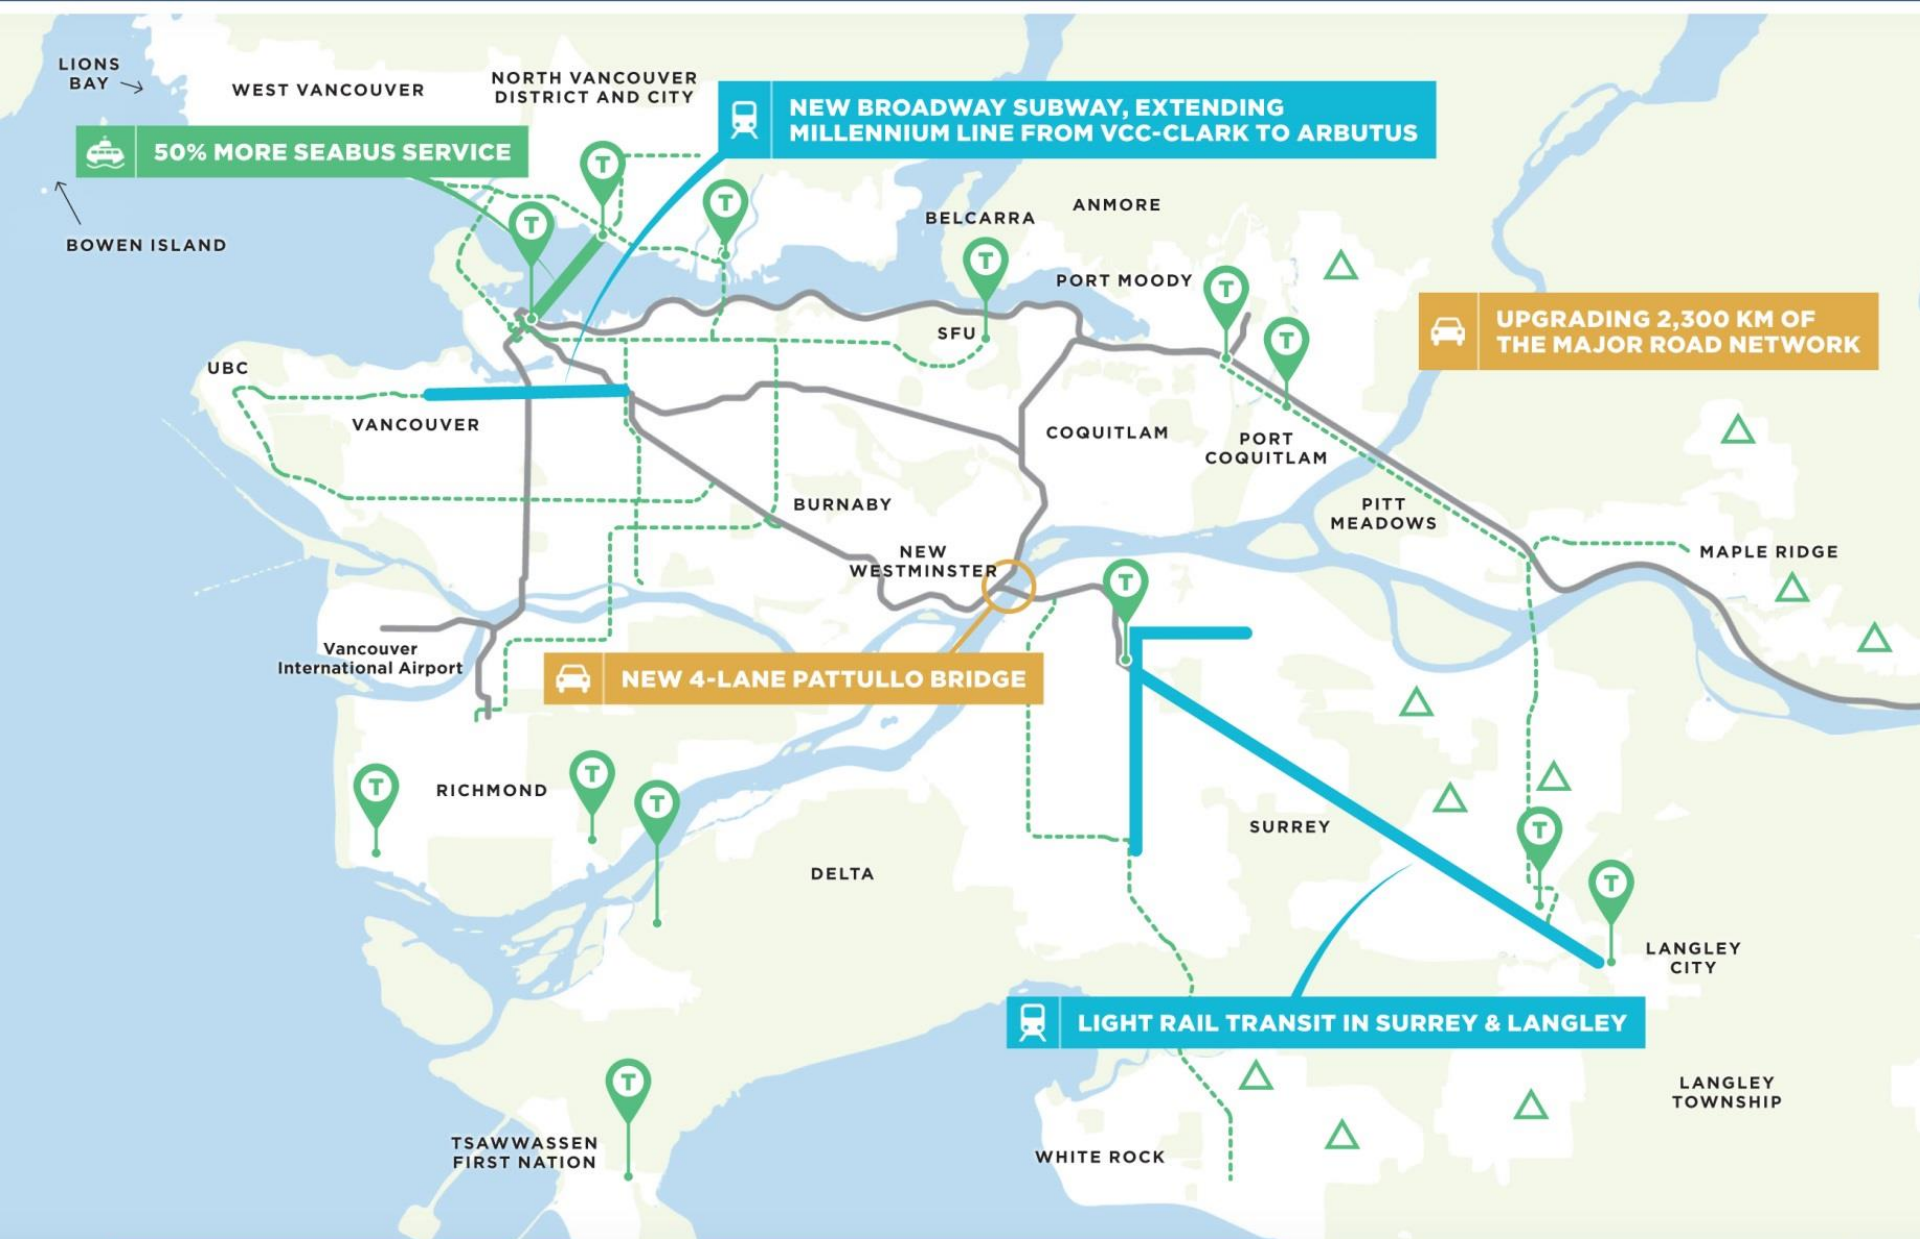 LIONS
BAY
WEST VANCOUVER
NORTH VANCOUVER
DISTRICT AND CITY
NEW BROADWAY SUBWAY, EXTENDING
MILLENNIUM LINE FROM VCC-CLARK TO ARBUTUS
50% MORE SEABUS SERVICE
T
T
T
BOWEN ISLAND
BELCARRA
ANMORE
T
PORT MOODY
T
T
SFU
UPGRADING 2,300 KM OF
THE MAJOR ROAD NETWORK
UBC
VANCOUVER
COQUITLAM
PORT
COQUITLAM
BURNABY
PITT
MEADOWS
NEW
WESTMINSTER
MAPLE RIDGE
T
Vancouver
International Airport
NEW 4-LANE PATTULLO BRIDGE
T
RICHMOND
T
T
SURREY
T
DELTA
T
LANGLEY
CITY
LIGHT RAIL TRANSIT IN SURREY & LANGLEY
T
LANGLEY
TOWNSHIP
TSAWWASSEN
FIRST NATION
WHITE ROCK